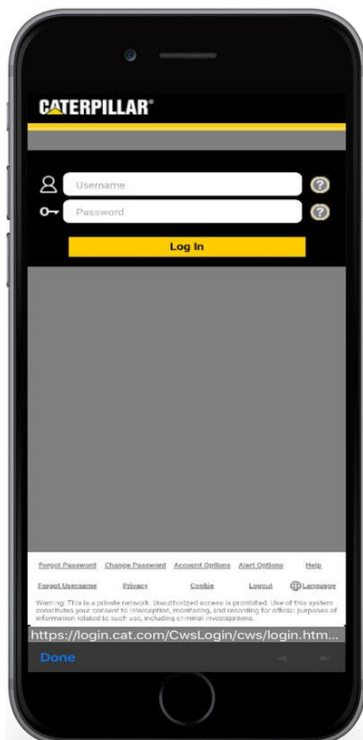 CATERPILLAR®
Username
Password
Log In
Forgot Password Change Password Account Options Alert Options Help
Forgot Username Privacy Cookie Logout Language
Warning: This is a private network. Unauthorized access is prohibited. Use of this system
constitutes your consent to interception, monitoring, and recording for official purposes of
information related to such use, including criminal investigations.
https://login.cat.com/CwsLogin/cws/login.htm...
Done